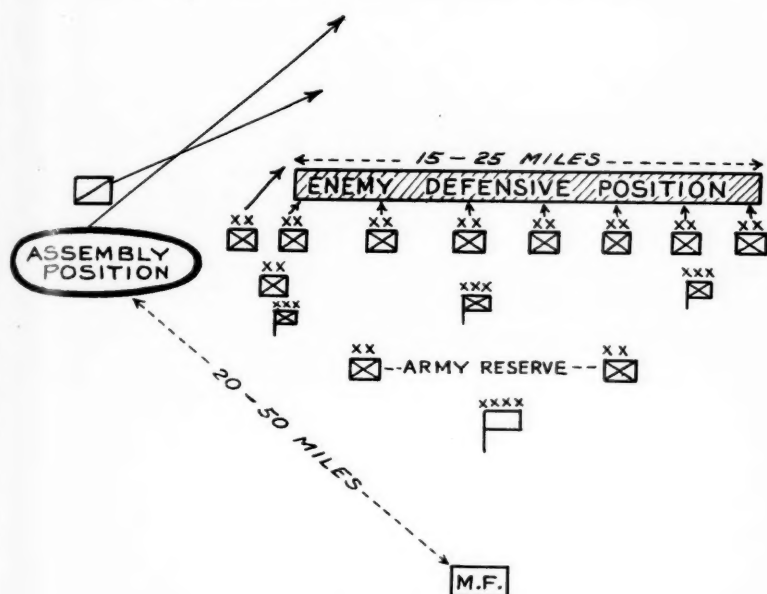 15-25 MILES
ENEMY DEFENSIVE POSITION
xx xx xx xx xx xx xx xx
ASSEMBLY
POSITION
xx
xxx xxx xxx
xx xx
ARMY RESERVE
xxxx
20-50 MILES
M.F.